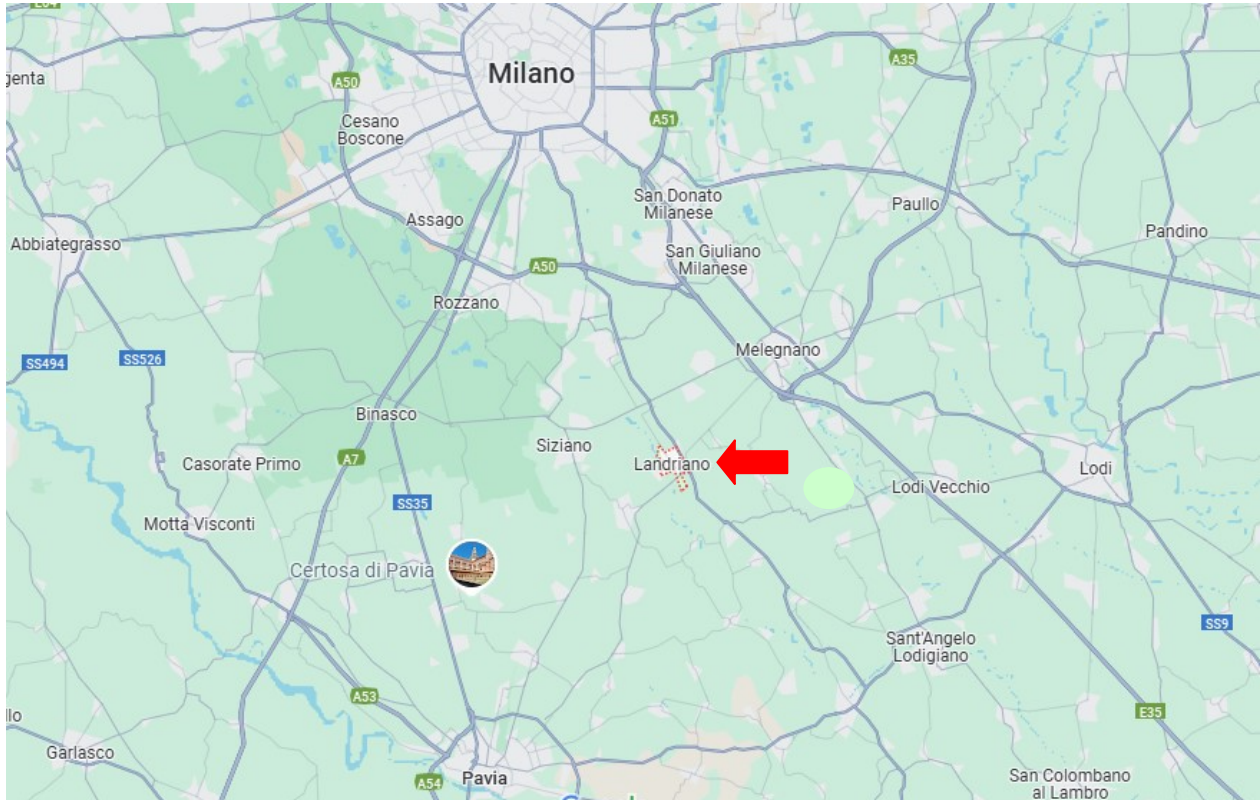 Milano
A35
genta
A50
A51
Cesano
Boscone
San Donato
Milanese
Paullo
Assago
Pandino
Abbiategrasso
San Giuliano
Milanese
A50
Rozzano
Melegnano
SS494
SS526
Binasco
Siziano
Landriano
Casorate Primo
A7
Lodi
Lodi Vecchio
SS35
Motta Visconti
Certosa di Pavia
SS9
Sant'Angelo
Lodigiano
A53
llo
E35
Garlasco
Pavia
A54
San Colombano
al Lambro